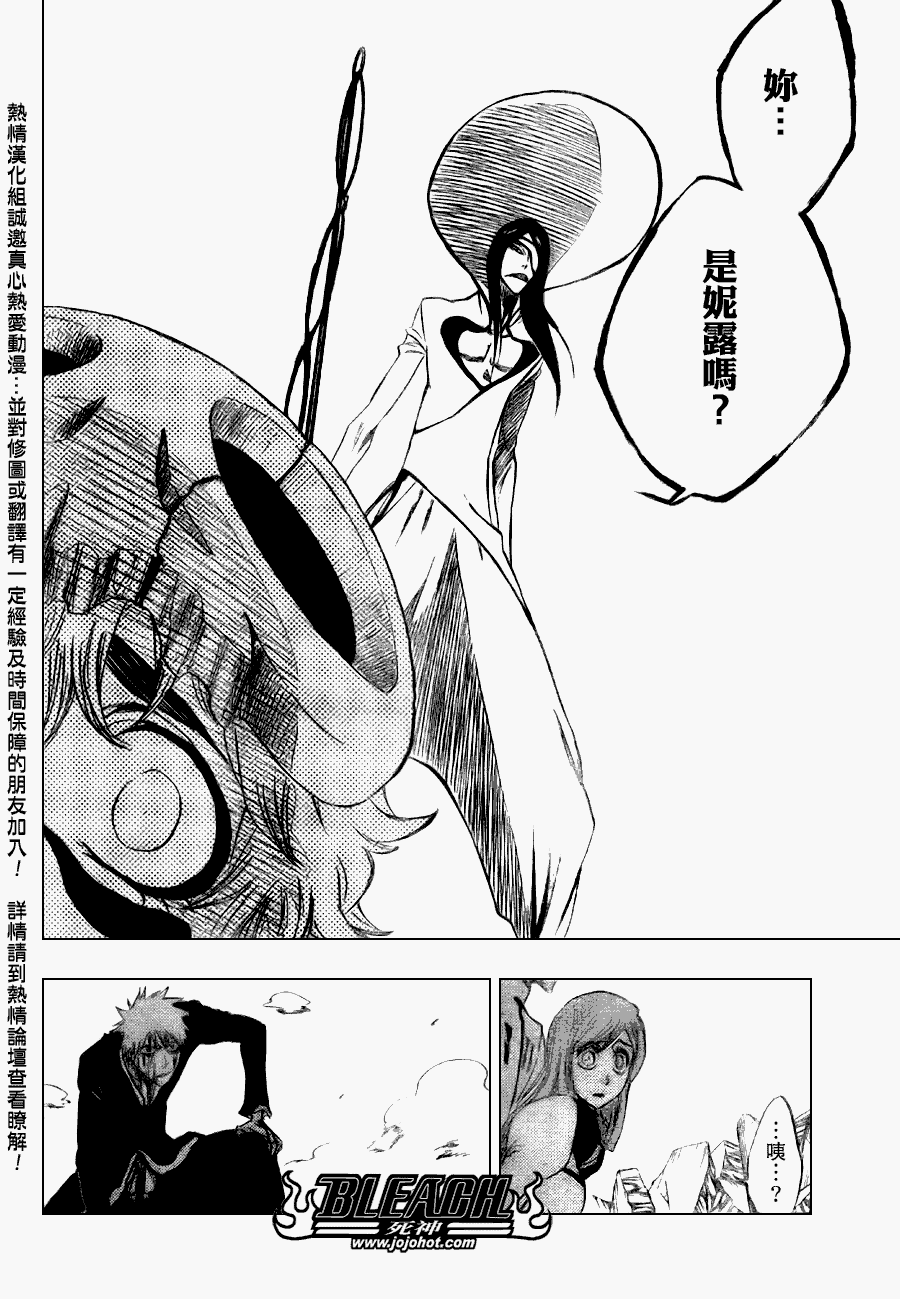 妳…
是妮露嗎？
…咦…？
熱情漢化組誠邀真心熱愛動漫…並對修圖或翻譯有一定經驗及時間保障的朋友加入！　詳情請到熱情論壇查看瞭解！
BLEACH
死神
www.jojohot.com